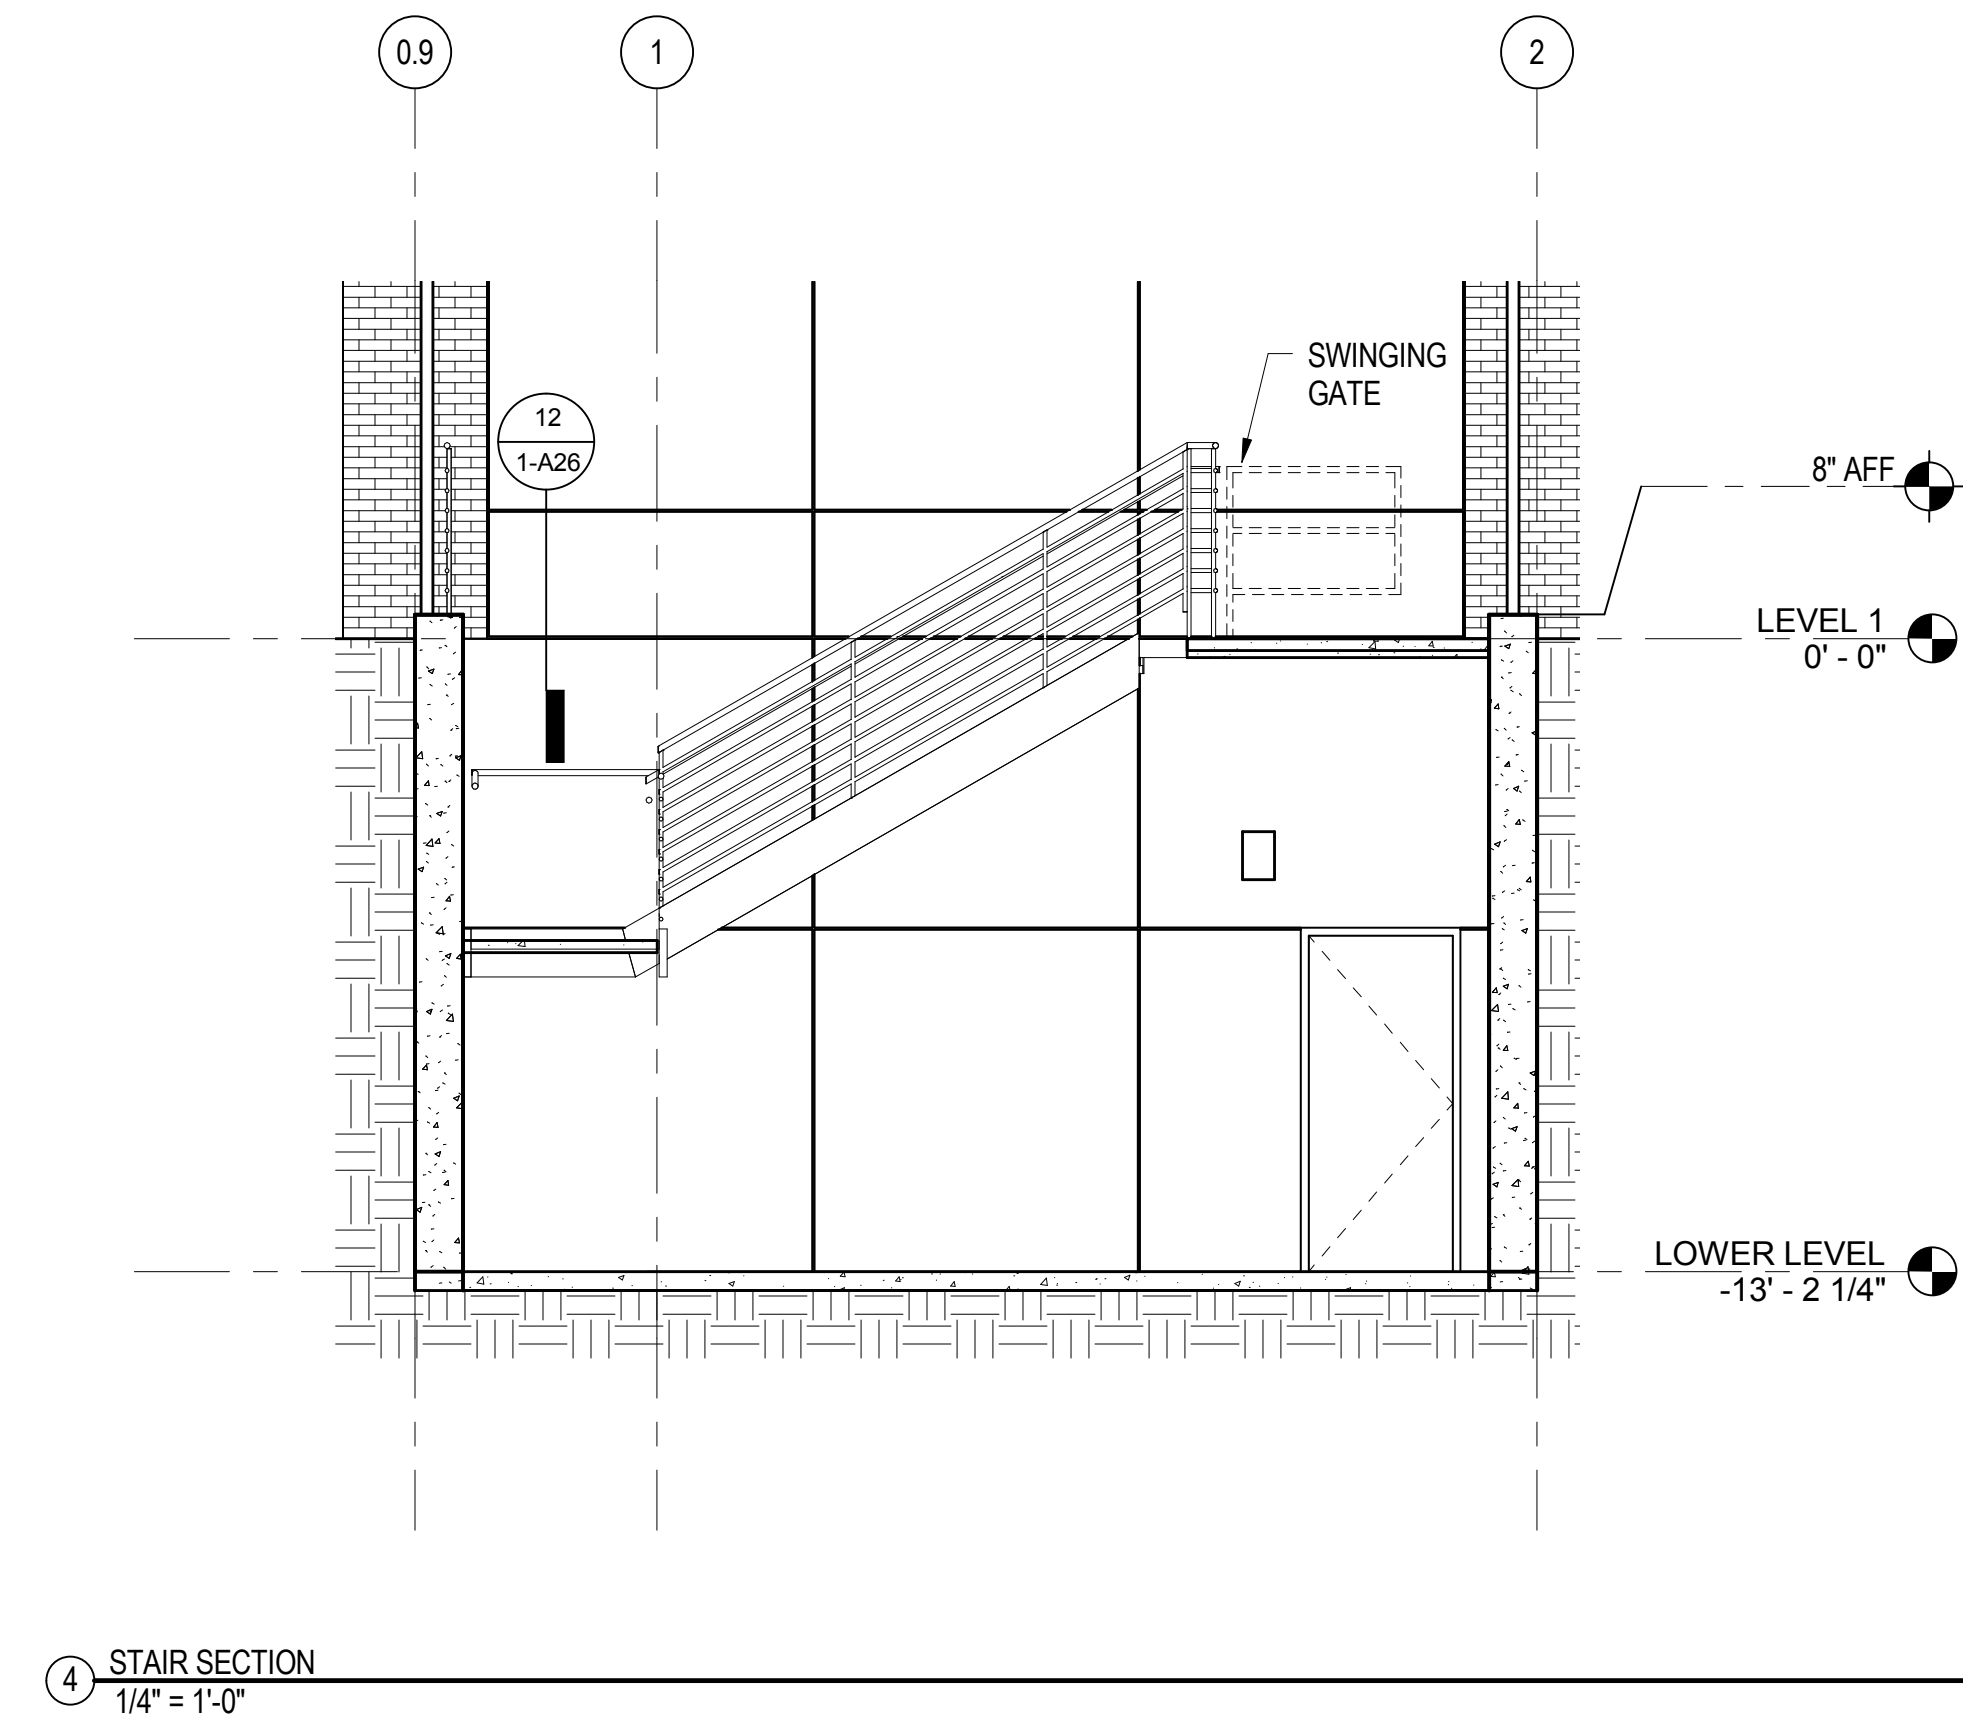 0.9
1
2
SWINGING
GATE
12
1-A26
8" AFF
LEVEL 1
0' - 0"
LOWER LEVEL
-13' - 2 1/4"
4
STAIR SECTION
1/4" = 1'-0"